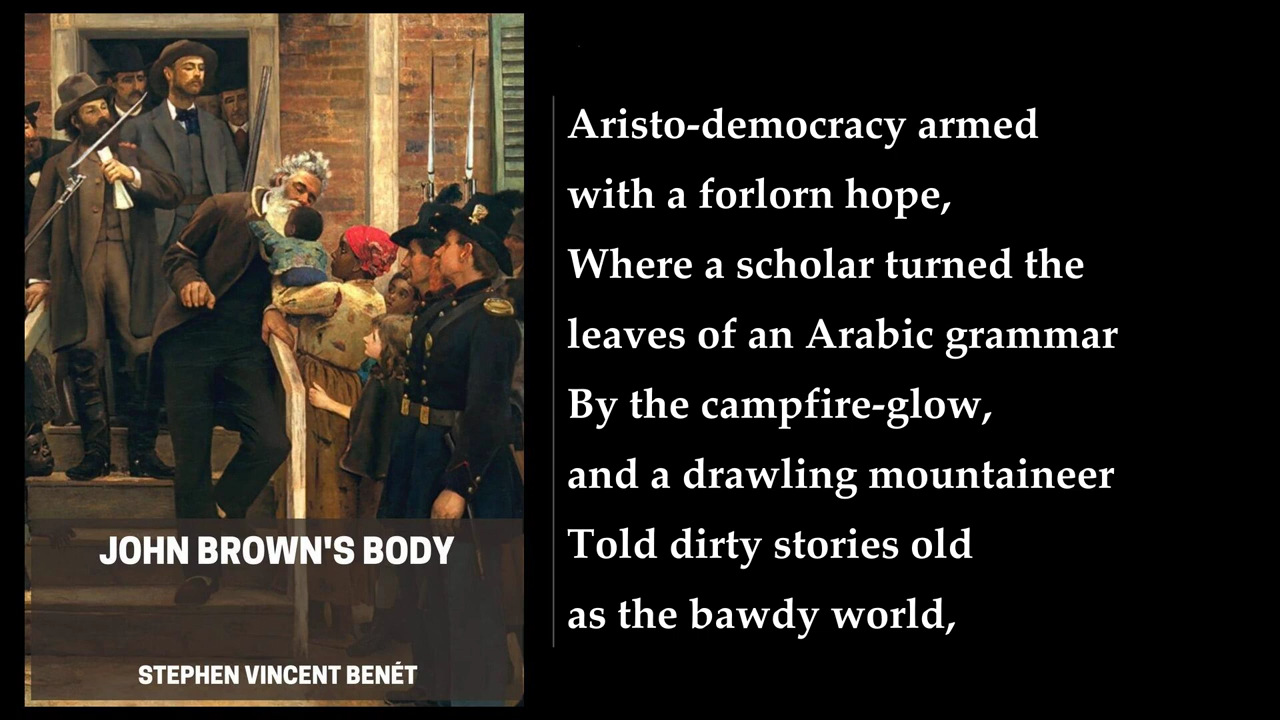 JOHN BROWN'S BODY
STEPHEN VINCENT BENÉT
Aristo-democracy armed
with a forlorn hope,
Where a scholar turned the
leaves of an Arabic grammar
By the campfire-glow,
and a drawling mountaineer
Told dirty stories old
as the bawdy world,